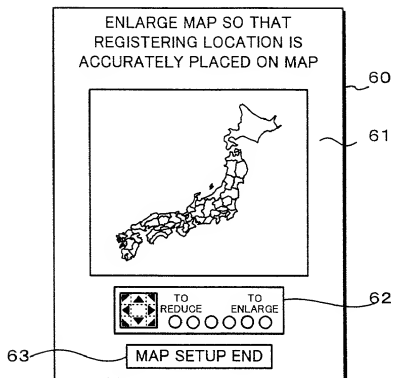 ENLARGE MAP SO THAT
REGISTERING LOCATION IS
ACCURATELY PLACED ON MAP
60
61
TO TO
REDUCE ENLARGE
62
63
MAP SETUP END